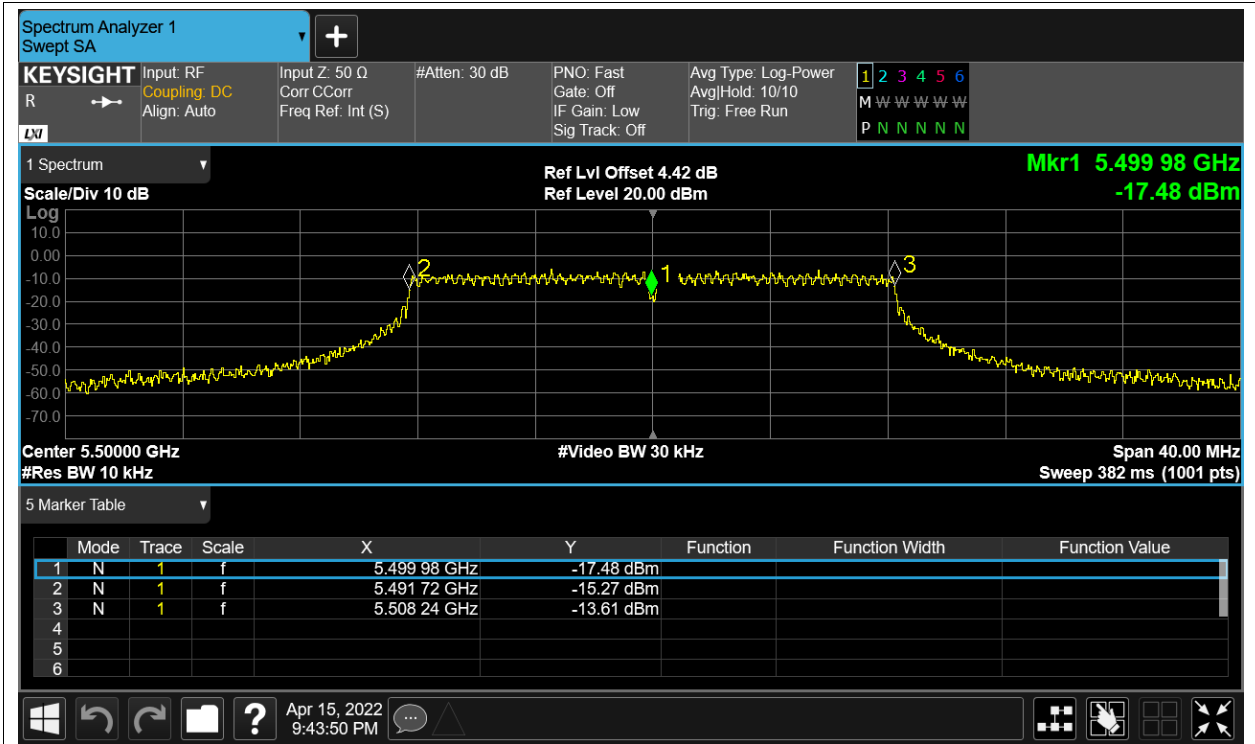 Spectrum Analyzer 1
Swept SA
KEYSIGHT
R
LXI
Input: RF
Coupling: DC
Align: Auto
Input Z: 50 Ω
Corr CCorr
Freq Ref: Int (S)
#Atten: 30 dB
PNO: Fast
Gate: Off
IF Gain: Low
Sig Track: Off
Avg Type: Log-Power
Avg|Hold: 10/10
Trig: Free Run
1 2 3 4 5 6
M W W W W W W
P N N N N N N
1 Spectrum
Scale/Div 10 dB
Ref Lvl Offset 4.42 dB
Ref Level 20.00 dBm
Mkr1 5.499 98 GHz
-17.48 dBm
Log
10.0
0.00
-10.0
-20.0
-30.0
-40.0
-50.0
-60.0
-70.0
2
1
3
Center 5.50000 GHz
#Res BW 10 kHz
#Video BW 30 kHz
Span 40.00 MHz
Sweep 382 ms (1001 pts)
5 Marker Table
Mode Trace Scale X Y Function Function Width Function Value
1 N 1 f 5.499 98 GHz -17.48 dBm
2 N 1 f 5.491 72 GHz -15.27 dBm
3 N 1 f 5.508 24 GHz -13.61 dBm
4
5
6
?
Apr 15, 2022
9:43:50 PM